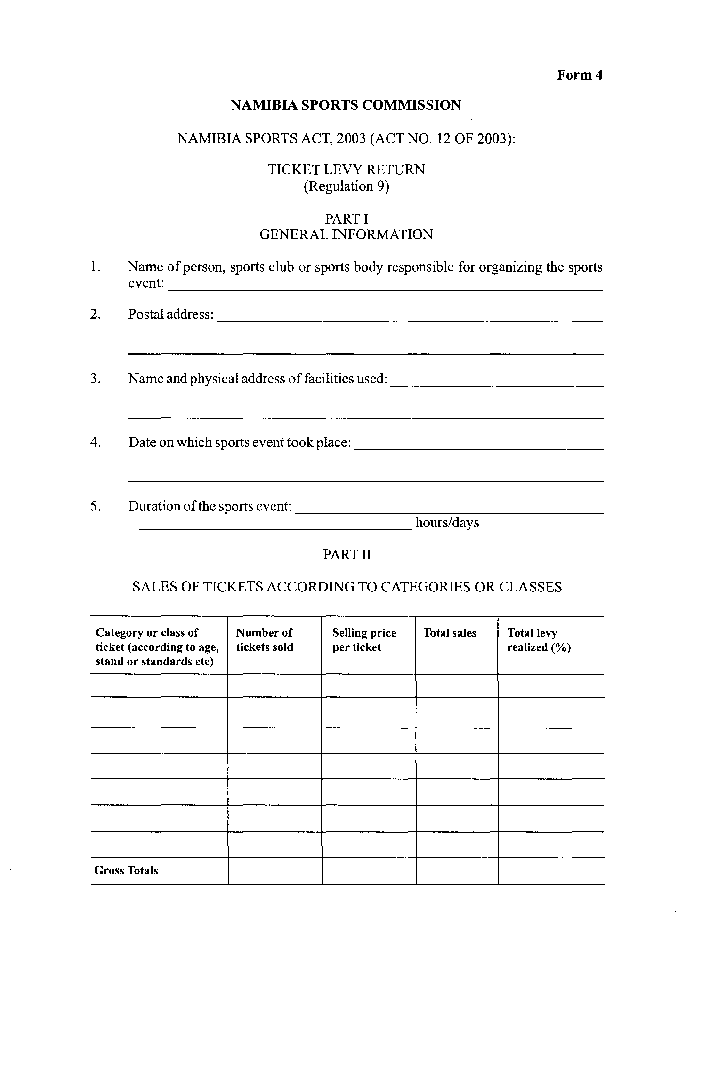 Form 4
NAMIBIA SPORTS COMMISSION
NAMIBIA SPORTS ACT, 2003 (ACT NO. 12 OF 2003):
TICKET LEVY RETURN
(Regulation 9)
PART I
GENERAL INFORMATION
1. Name of person, sports club or sports body responsible for organizing the sports
event:
2. Postal address:
3. Name and physical address of facilities used:
4. Date on which sports event took place:
5. Duration of the sports event:
hours/days
PART II
SALES OF TICKETS ACCORDING TO CATEGORIES OR CLASSES
Category or class of Number of Selling price Total sales Total levy
ticket (according to age, tickets sold per ticket realized (%)
stand or standards etc)
Gross Totals